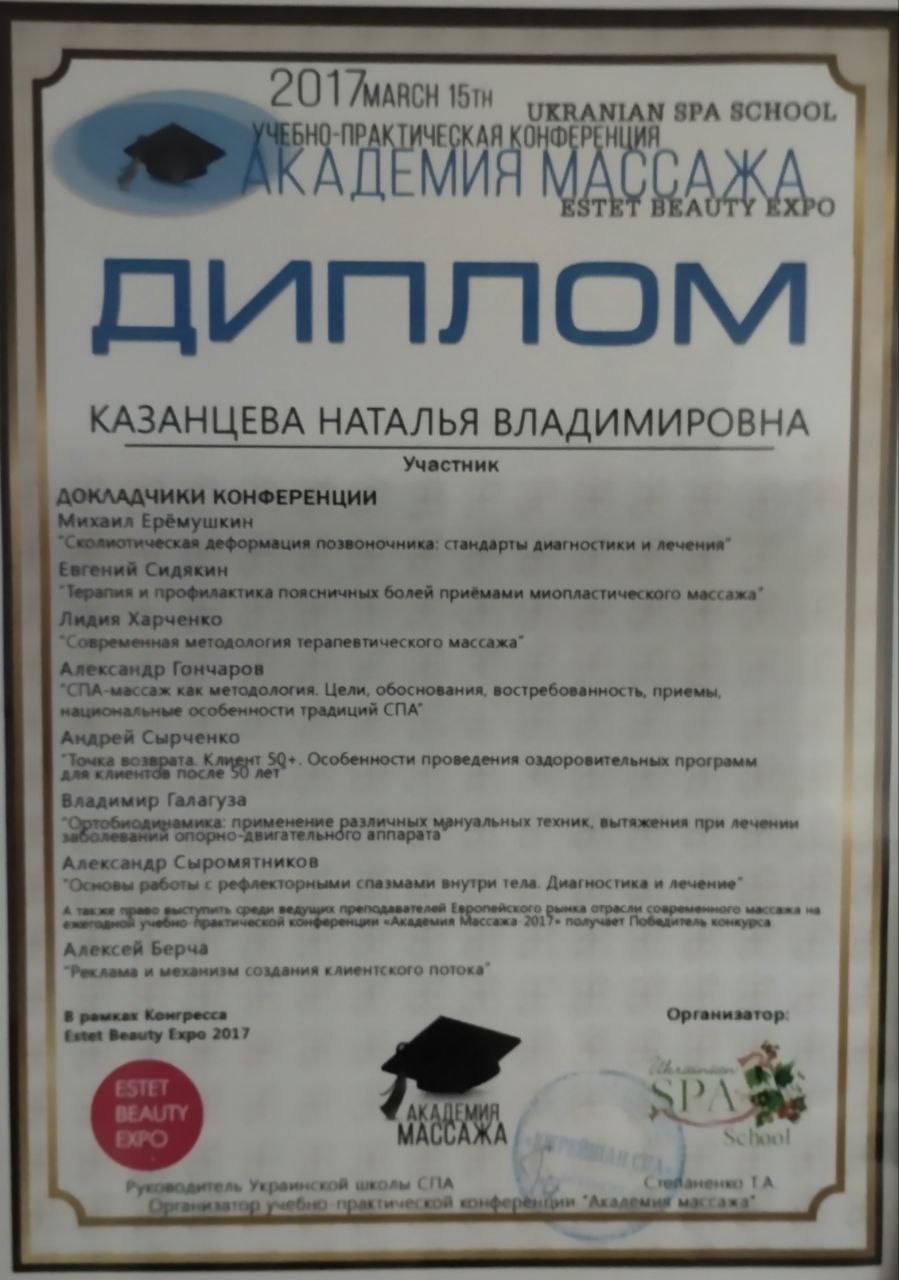 2017 MARCH 15TH
UKRANIAN SPA SCHOOL
УЧЕБНО-ПРАКТИЧЕСКАЯ КОНФЕРЕНЦИЯ
АКАДЕМИЯ МАССАЖА
ESTET BEAUTY EXPO
ДИПЛОМ
КАЗАНЦЕВА НАТАЛЬЯ ВЛАДИМИРОВНА
Участник
ДОКЛАДЧИКИ КОНФЕРЕНЦИИ
Михаил Ерёмушкин
"Сколиотическая деформация позвоночника: стандарты диагностики и лечения"
Евгений Сидякин
"Терапия и профилактика поясничных болей приёмами миопластического массажа"
Лидия Харченко
"Современная методология терапевтического массажа"
Александр Гончаров
"СПА-массаж как методология. Цели, обоснования, востребованность, приемы,
национальные особенности традиций СПА"
Андрей Сырченко
"Точка возврата. Клиент 50+. Особенности проведения оздоровительных программ
для клиентов после 50 лет"
Владимир Галагуза
"Ортобиодинамика: применение различных мануальных техник, вытяжения при лечении
заболеваний опорно-двигательного аппарата"
Александр Сыромятников
"Основы работы с рефлекторными спазмами внутри тела. Диагностика и лечение"
А также право выступить среди ведущих преподавателей Европейского рынка отрасли современного массажа на
ежегодной учебно-практической конференции «Академия Массажа 2017» получает Победитель конкурса
Алексей Берча
"Реклама и механизм создания клиентского потока"
В рамках Конгресса
Estet Beauty Expo 2017
Организатор:
ESTET
BEAUTY
EXPO
АКАДЕМИЯ
МАССАЖА
Ukrainian
SPA
School
Руководитель Украинской школы СПА
Степаненко Т.А.
Организатор учебно-практической конференции "Академия массажа"